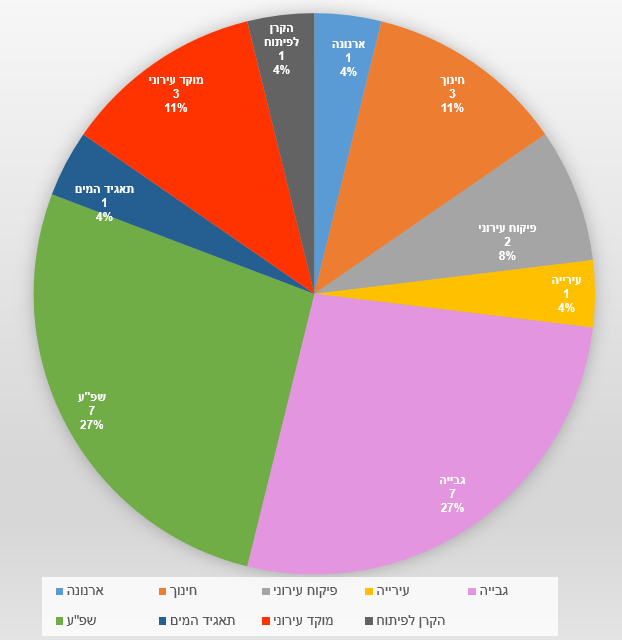 הקרן
לפיתוח
1
4%
ארנונה
1
4%
חינוך
3
11%
פיקוח עירוני
2
8%
עירייה
1
4%
גבייה
7
27%
שפ"ע
7
27%
תאגיד המים
1
4%
מוקד עירוני
3
11%
ארנונה
חינוך
פיקוח עירוני
עירייה
גבייה
שפ"ע
תאגיד המים
מוקד עירוני
הקרן לפיתוח